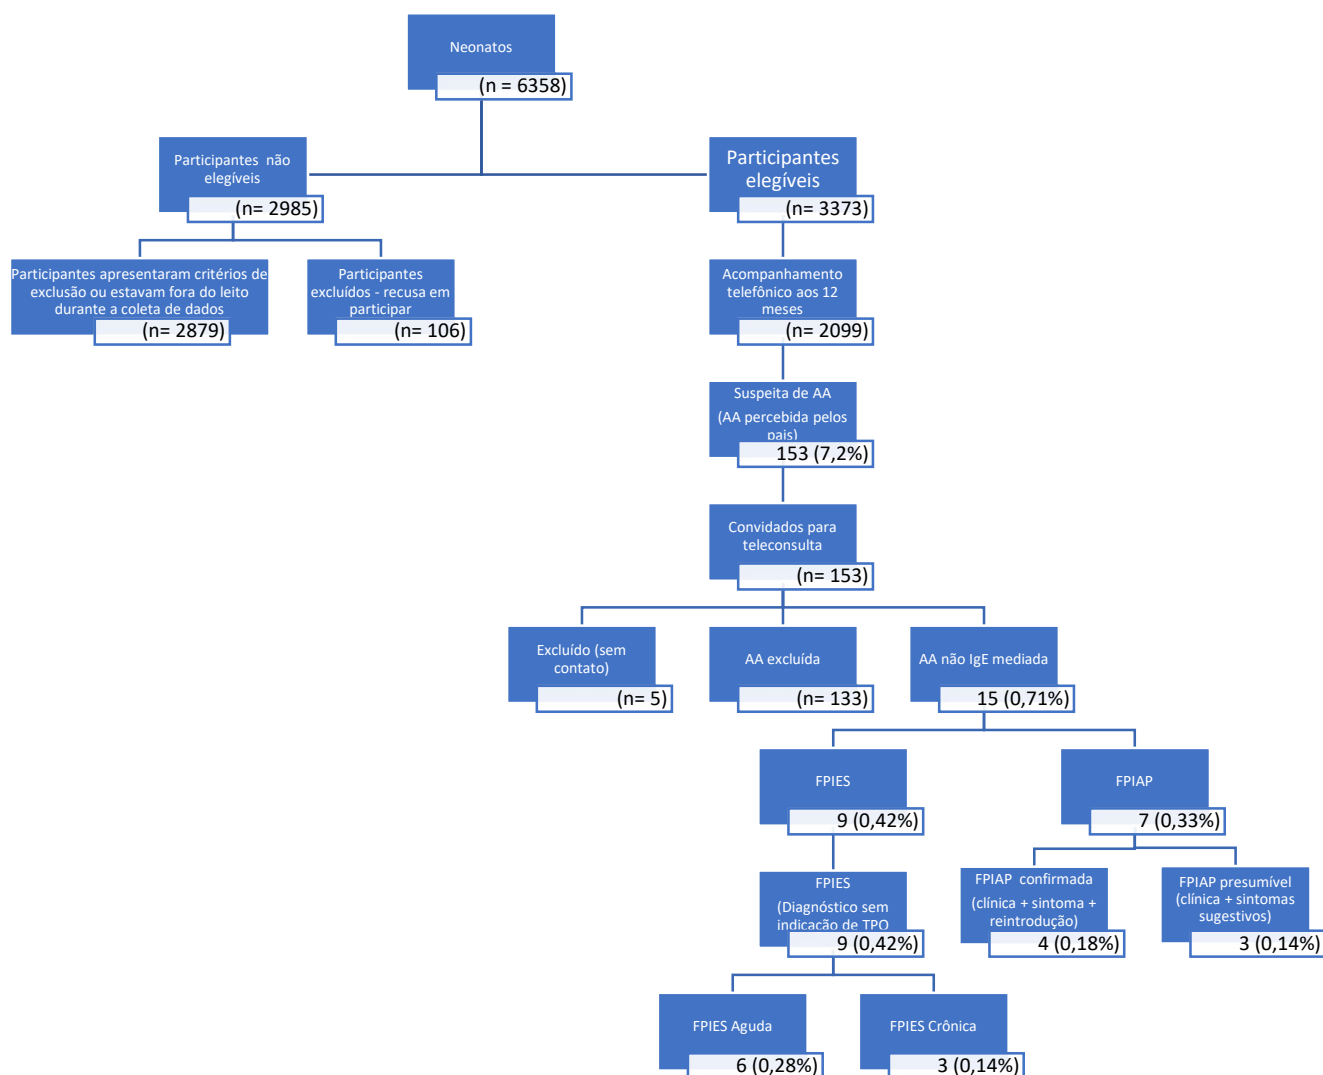 Neonatos
(n = 6358)
Participantes não
elegíveis
(n= 2985)
Participantes
elegíveis
(n= 3373)
Participantes apresentaram critérios de
exclusão ou estavam fora do leito
durante a coleta de dados
(n= 2879)
Participantes
excluídos - recusa em
participar
(n= 106)
Acompanhamento
telefônico aos 12
meses
(n= 2099)
Suspeita de AA
(AA percebida pelos
pais)
153 (7,2%)
Convidados para
teleconsulta
(n= 153)
Excluído (sem
contato)
(n= 5)
AA excluída
(n= 133)
AA não IgE mediada
15 (0,71%)
FPIES
9 (0,42%)
FPIAP
7 (0,33%)
FPIES
(Diagnóstico sem
indicação de TPO
9 (0,42%)
FPIAP confirmada
(clínica + sintoma +
reintrodução)
4 (0,18%)
FPIAP presumível
(clínica + sintomas
sugestivos)
3 (0,14%)
FPIES Aguda
6 (0,28%)
FPIES Crônica
3 (0,14%)